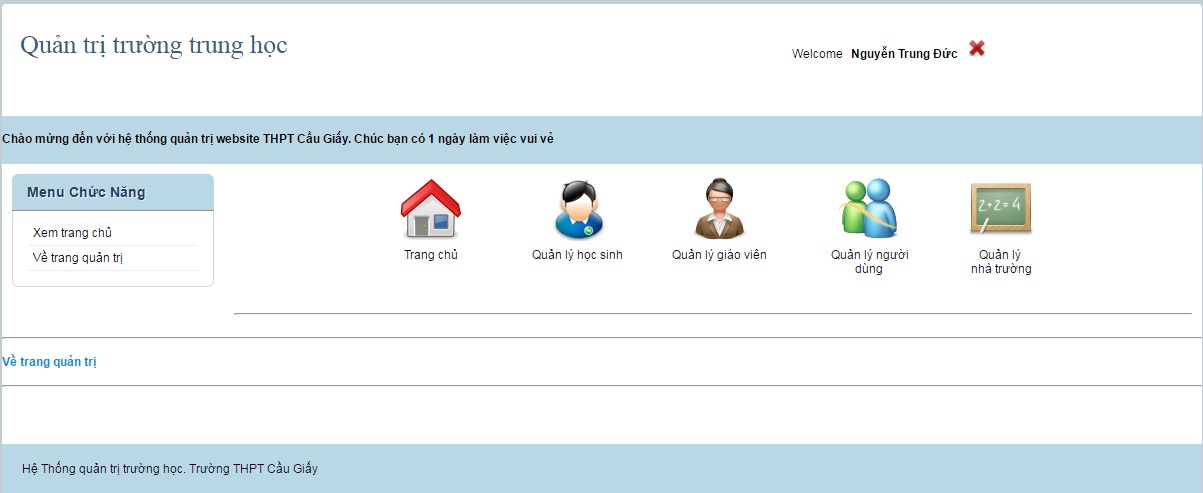 Quản trị trường trung học
Welcome Nguyễn Trung Đức
Chào mừng đến với hệ thống quản trị website THPT Cầu Giấy. Chúc bạn có 1 ngày làm việc vui vẻ
Menu Chức Năng
Xem trang chủ
Về trang quản trị
Trang chủ
Quản lý học sinh
Quản lý giáo viên
Quản lý người
dùng
2+2=4
Quản lý
nhà trường
Về trang quản trị
Hệ Thống quản trị trường học. Trường THPT Cầu Giấy